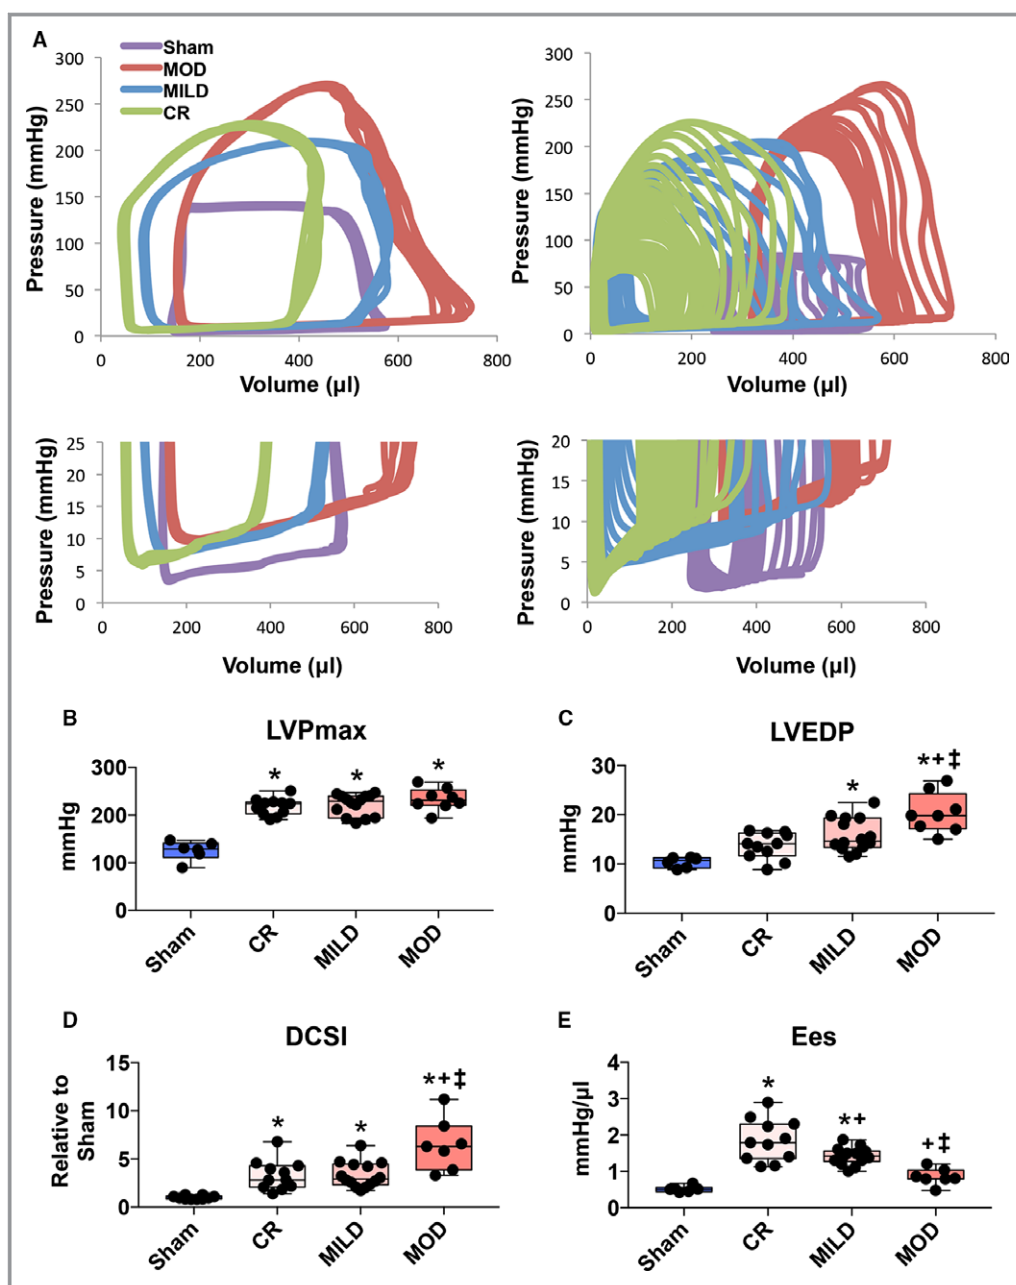 A
Sham
MOD
MILD
CR
300
250
200
150
100
50
0
Pressure (mmHg)
0 200 400 600 800
Volume (µl)
300
250
200
150
100
50
0
Pressure (mmHg)
0 200 400 600 800
Volume (µl)
25
20
15
10
5
0
Pressure (mmHg)
0 200 400 600 800
Volume (µl)
20
15
10
5
0
Pressure (mmHg)
0 200 400 600 800
Volume (µl)
B
LVPmax
300
200
100
0
mmHg
* * *
Sham CR MILD MOD
C
LVEDP
30
20
10
0
mmHg
* *+‡
Sham CR MILD MOD
D
DCSI
15
10
5
0
Relative to
Sham
* * *+‡
Sham CR MILD MOD
E
Ees
4
3
2
1
0
mmHg/µl
* *+ +‡
Sham CR MILD MOD